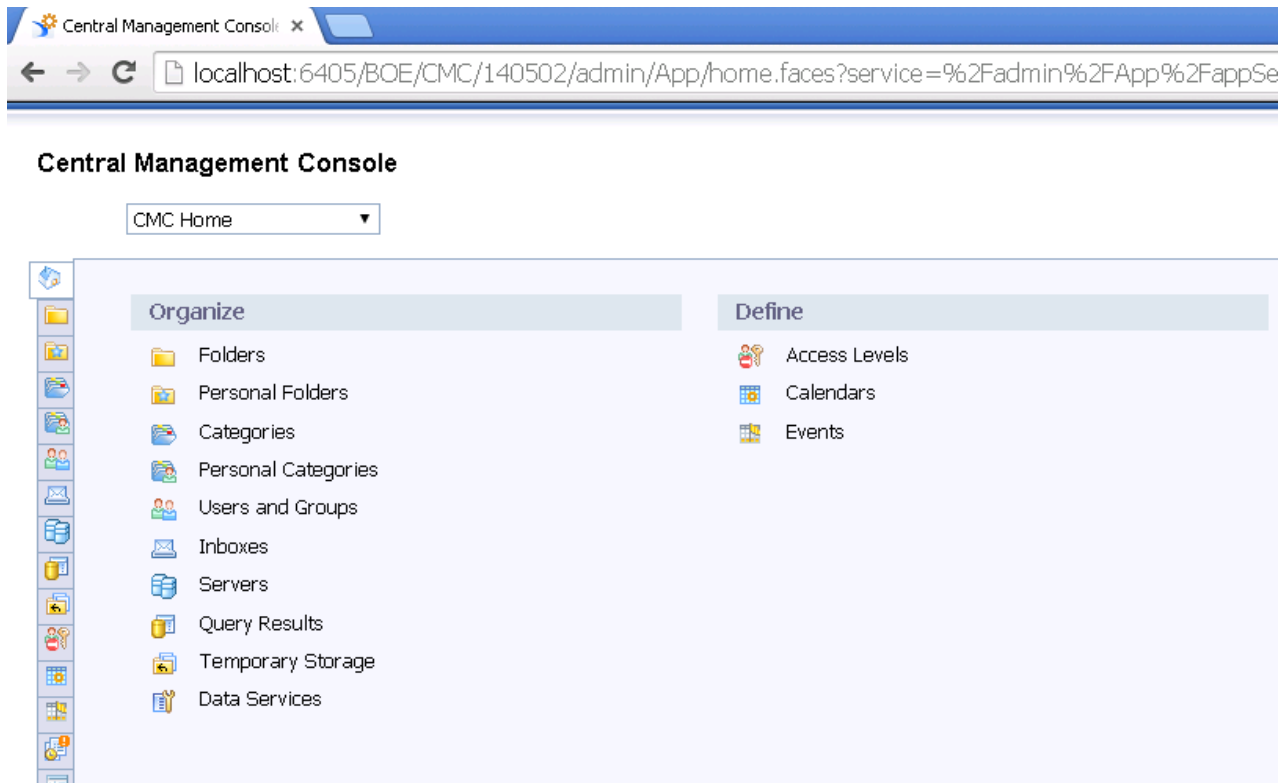 Central Management Console
localhost:6405/BOE/CMC/140502/admin/App/home.faces?service=%2Fadmin%2FApp%2FappSe
Central Management Console
CMC Home
Organize
Folders
Personal Folders
Categories
Personal Categories
Users and Groups
Inboxes
Servers
Query Results
Temporary Storage
Data Services
Define
Access Levels
Calendars
Events